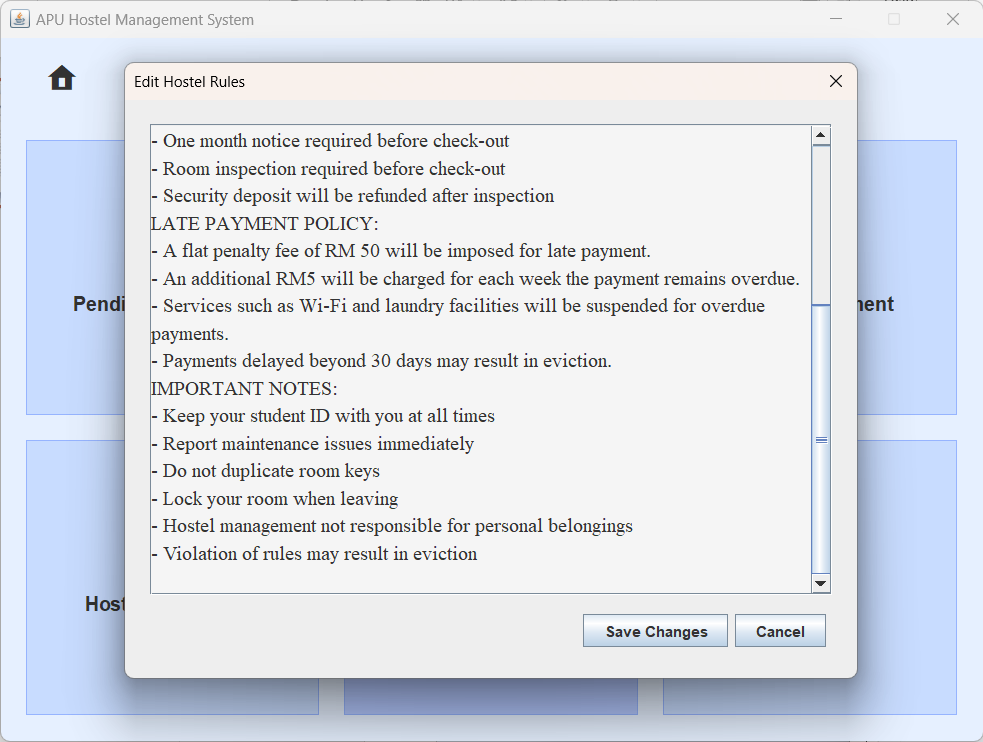 APU Hostel Management System
Edit Hostel Rules
- One month notice required before check-out
- Room inspection required before check-out
- Security deposit will be refunded after inspection
LATE PAYMENT POLICY:
- A flat penalty fee of RM 50 will be imposed for late payment.
- An additional RM5 will be charged for each week the payment remains overdue.
- Services such as Wi-Fi and laundry facilities will be suspended for overdue
payments.
- Payments delayed beyond 30 days may result in eviction.
IMPORTANT NOTES:
- Keep your student ID with you at all times
- Report maintenance issues immediately
- Do not duplicate room keys
- Lock your room when leaving
- Hostel management not responsible for personal belongings
- Violation of rules may result in eviction
Save Changes
Cancel